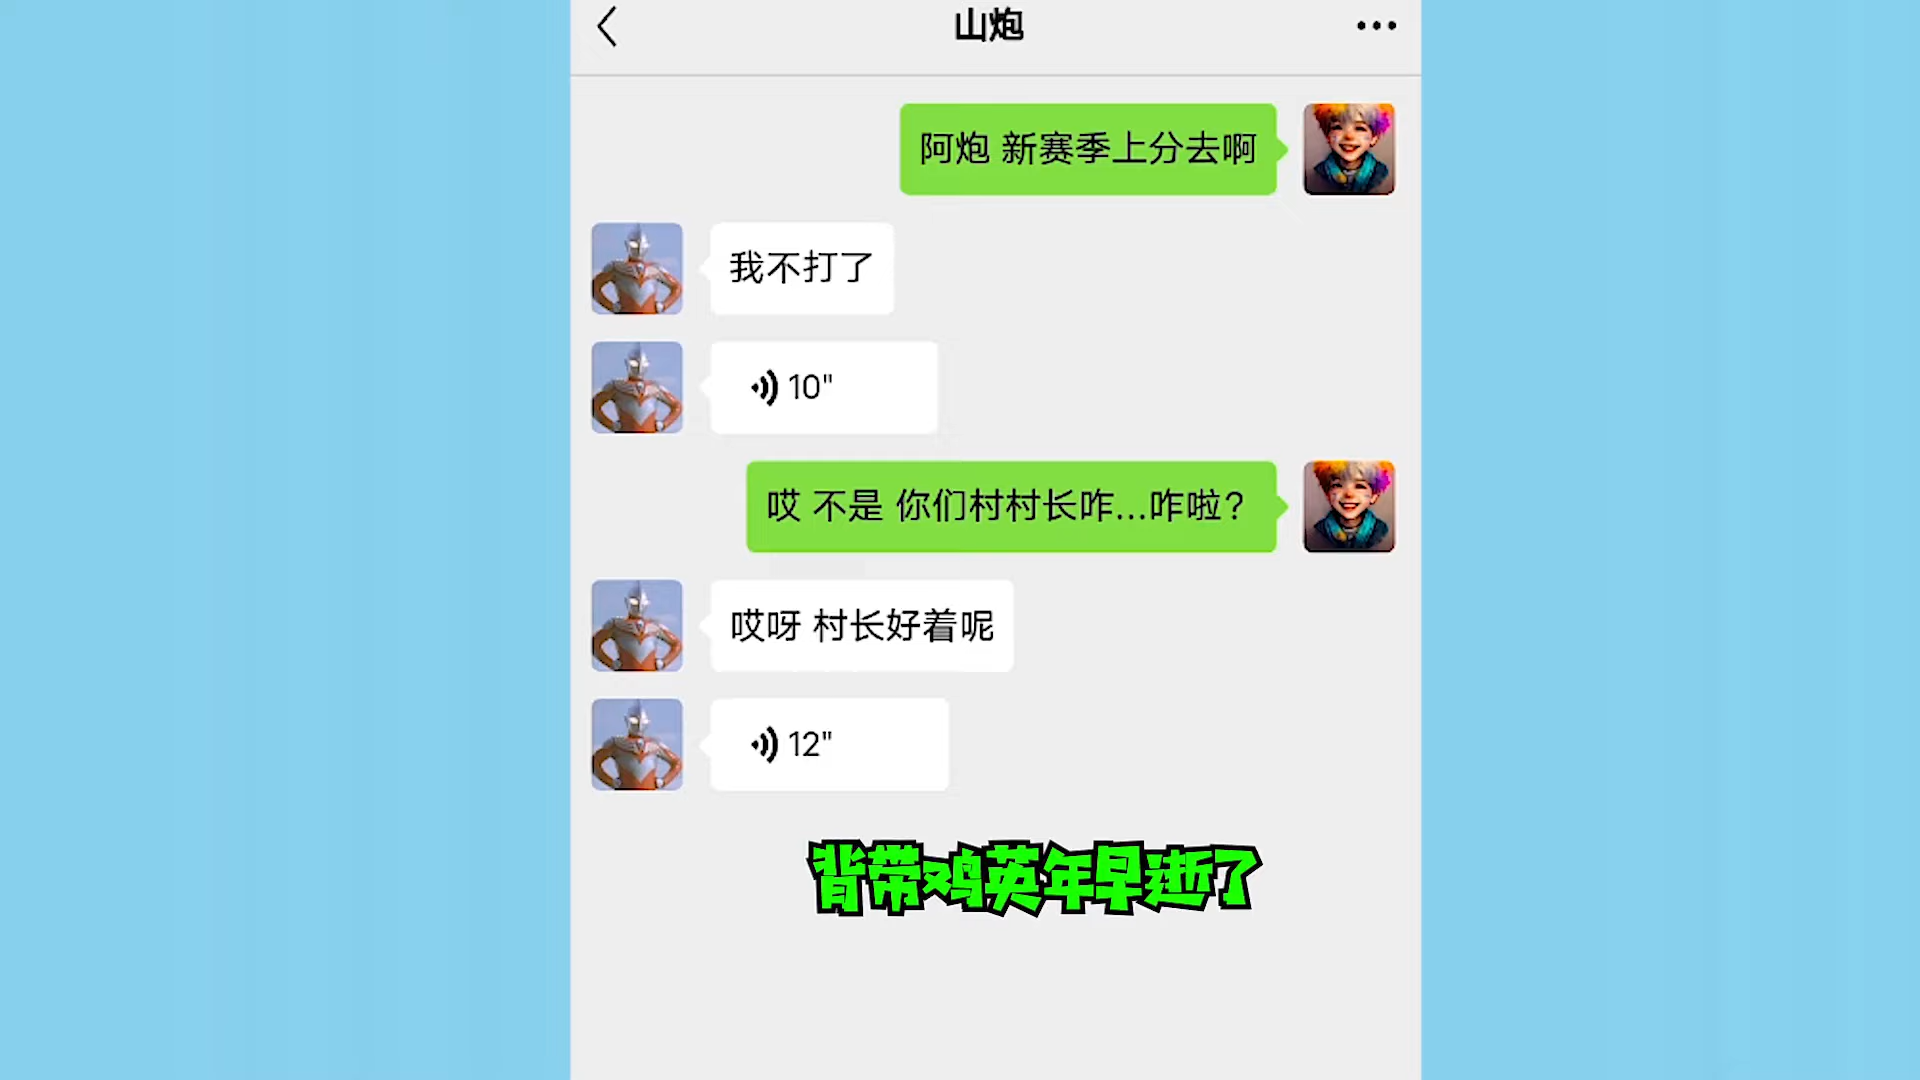 山炮
阿炮 新赛季上分去啊
我不打了
10"
哎 不是 你们村村长咋...咋啦?
哎呀 村长好着呢
12"
背带鸡英年早逝了